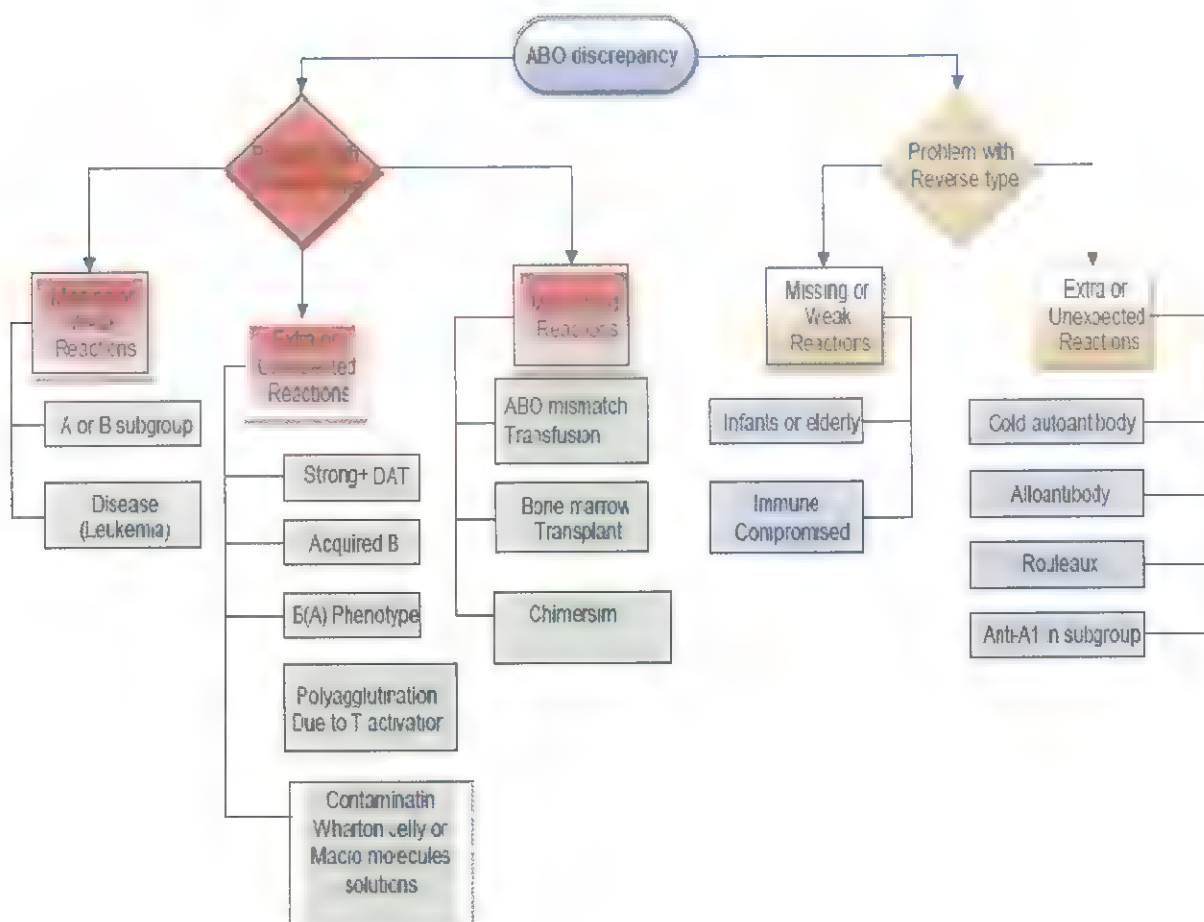 ABO discrepancy
Problem with
Reverse type
Reactions
A or B subgroup
Disease
(Leukemia)
Extra or
Reactions
Strong+ DAT
Acquired B
B(A) Phenotype
Polyagglutination
Due to T activation
Contaminatin
Wharton Jelly or
Macro molecules
solutions
Reactions
ABO mismatch
Transfusion
Bone marrow
Transplant
Chimersim
Missing or
Weak
Reactions
Infants or elderly
Immune
Compromised
Extra or
Unexpected
Reactions
Cold autoantibody
Alloantibody
Rouleaux
Anti-A1 in subgroup